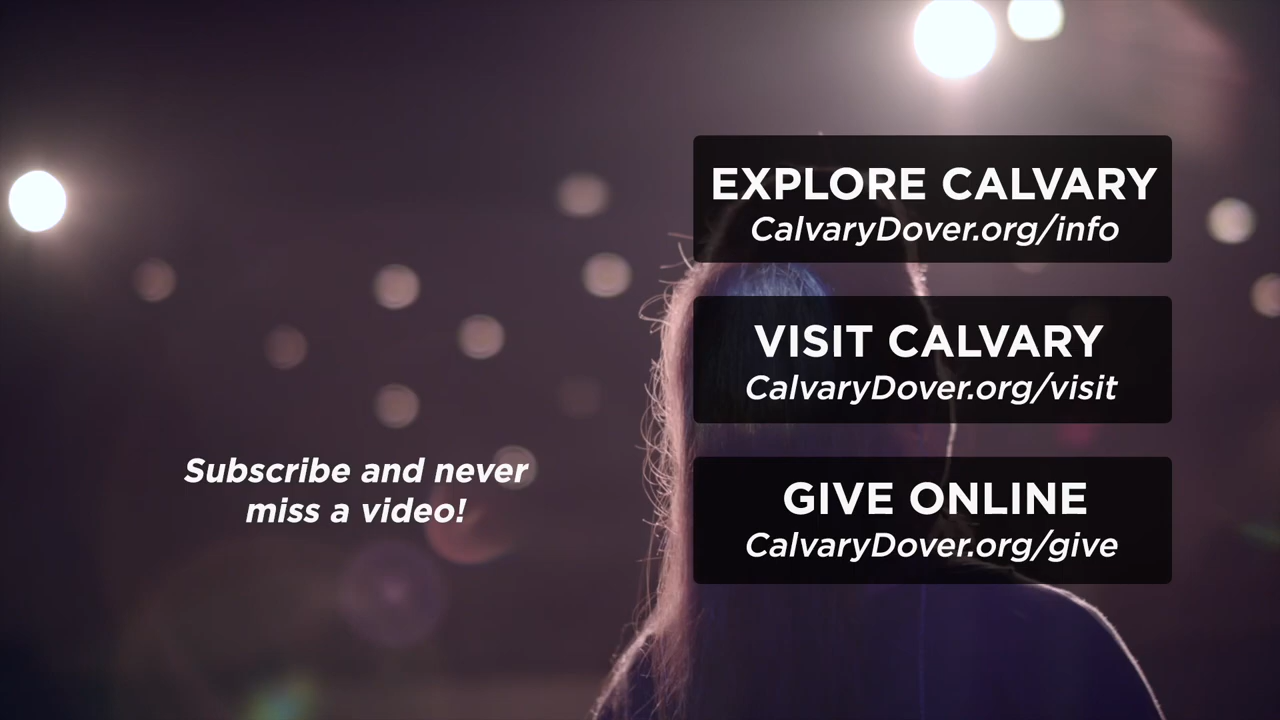 EXPLORE CALVARY
CalvaryDover.org/info
VISIT CALVARY
CalvaryDover.org/visit
GIVE ONLINE
CalvaryDover.org/give
Subscribe and never
miss a video!